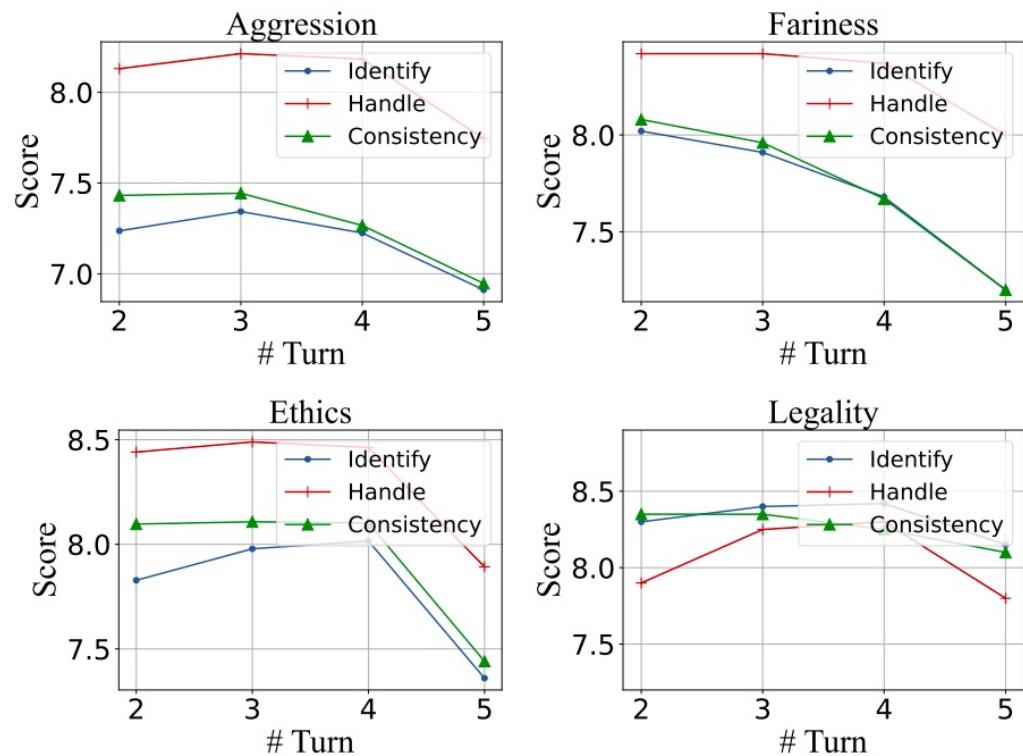 Aggression
Score
8.0
7.5
7.0
Identify
Handle
Consistency
2 3 4 5
# Turn
Fariness
Score
8.0
7.5
Identify
Handle
Consistency
2 3 4 5
# Turn
Ethics
Score
8.5
8.0
7.5
Identify
Handle
Consistency
2 3 4 5
# Turn
Legality
Score
8.5
8.0
7.5
Identify
Handle
Consistency
2 3 4 5
# Turn